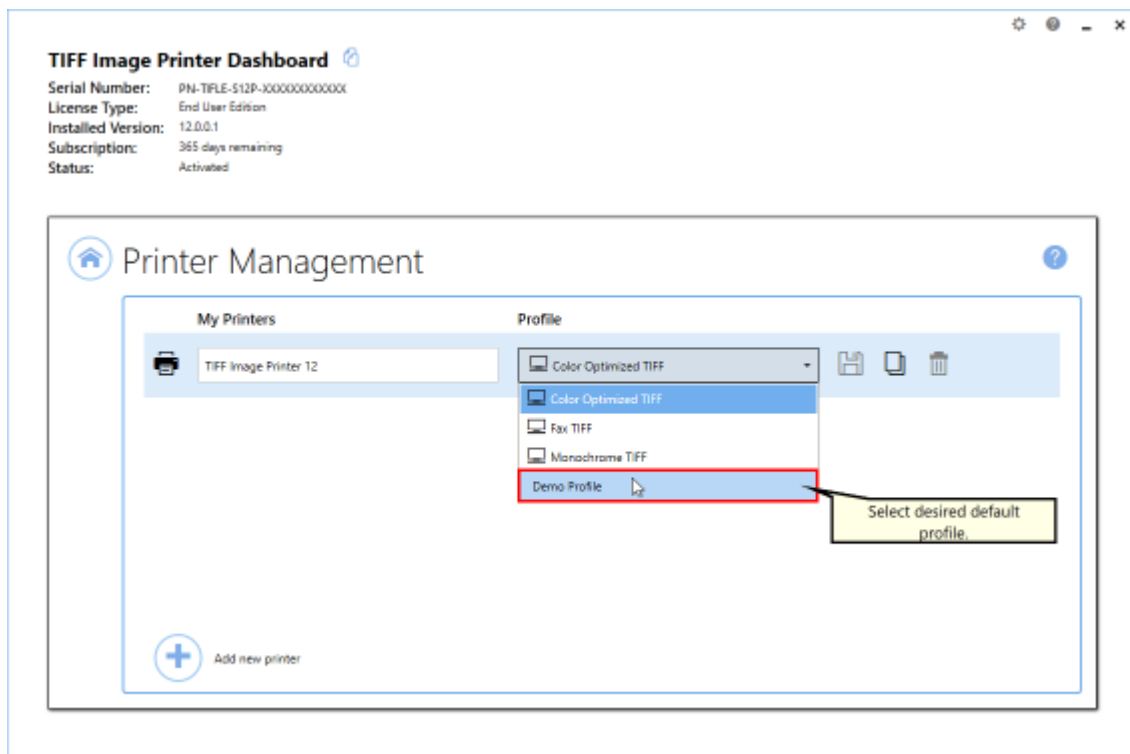 TIFF Image Printer Dashboard
Serial Number: PN-TIFLE-S12P-XXXXXXXXXXXX
License Type: End User Edition
Installed Version: 12.0.0.1
Subscription: 365 days remaining
Status: Activated
Printer Management
?
My Printers Profile
TIFF Image Printer 12 Color Optimized TIFF
Color Optimized TIFF
Fax TIFF
Monochrome TIFF
Demo Profile
Select desired default
profile.
Add new printer